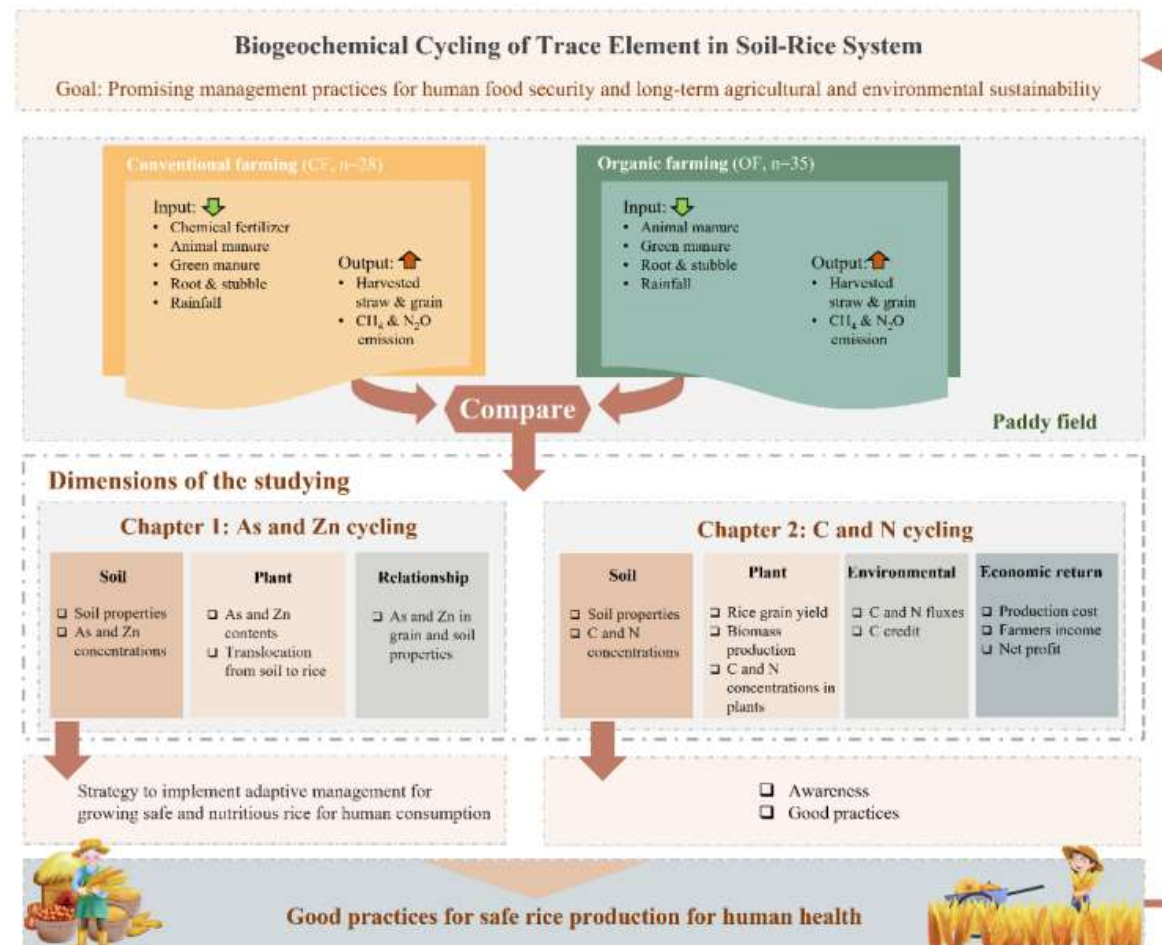 Biogeochemical Cycling of Trace Element in Soil-Rice System
Goal: Promising management practices for human food security and long-term agricultural and environmental sustainability
Conventional farming (CF, n=28)
Input:
• Chemical fertilizer
• Animal manure
• Green manure
• Root & stubble
• Rainfall
Output:
• Harvested
straw & grain
• CH₄ & N₂O
emission
Organic farming (OF, n=35)
Input:
• Animal manure
• Green manure
• Root & stubble
• Rainfall
Output:
• Harvested
straw & grain
• CH₄ & N₂O
emission
Compare
Paddy field
Dimensions of the studying
Chapter 1: As and Zn cycling
Soil
❑ Soil properties
❑ As and Zn
concentrations
Plant
❑ As and Zn
contents
❑ Translocation
from soil to rice
Relationship
❑ As and Zn in
grain and soil
properties
Chapter 2: C and N cycling
Soil
❑ Soil properties
❑ C and N
concentrations
Plant
❑ Rice grain yield
❑ Biomass
production
❑ C and N
concentrations in
plants
Environmental
❑ C and N fluxes
❑ C credit
Economic return
❑ Production cost
❑ Farmers income
❑ Net profit
Strategy to implement adaptive management for
growing safe and nutritious rice for human consumption
❑ Awareness
❑ Good practices
Good practices for safe rice production for human health